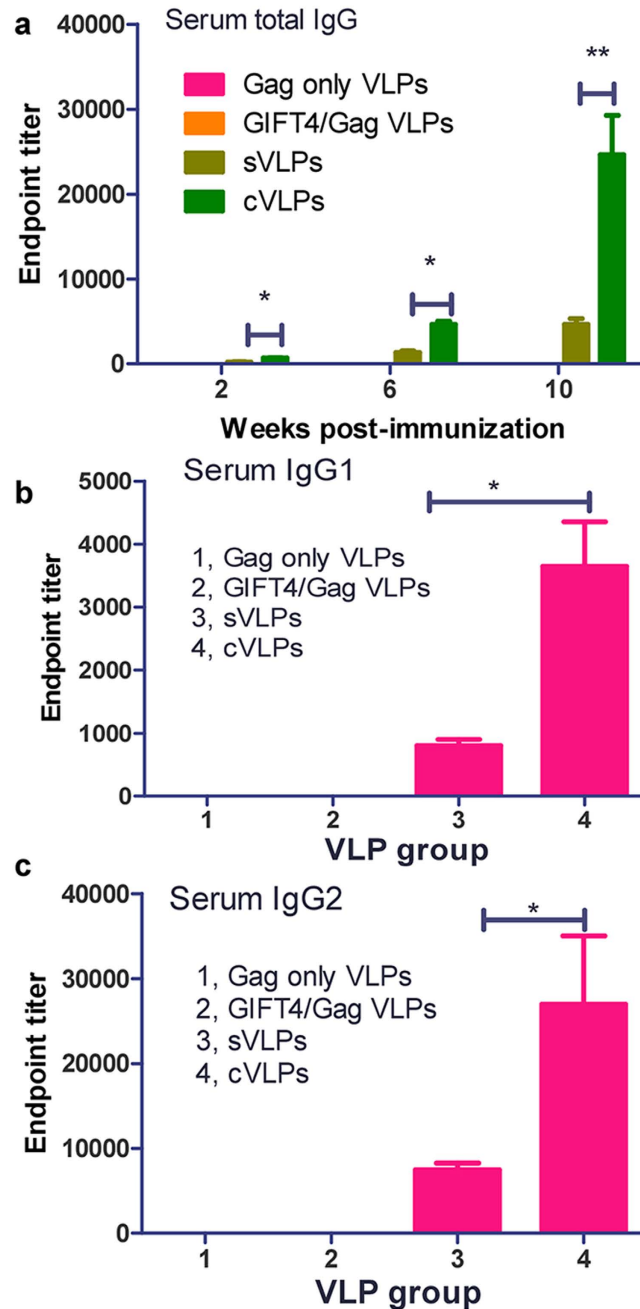 a
Serum total IgG
40000
30000
20000
10000
0
Endpoint titer
Gag only VLPs
GIFT4/Gag VLPs
sVLPs
cVLPs
*
*
**
2
6
10
Weeks post-immunization
b
Serum IgG1
5000
4000
3000
2000
1000
0
Endpoint titer
*
1, Gag only VLPs
2, GIFT4/Gag VLPs
3, sVLPs
4, cVLPs
1
2
3
4
VLP group
c
Serum IgG2
40000
30000
20000
10000
0
Endpoint titer
*
1, Gag only VLPs
2, GIFT4/Gag VLPs
3, sVLPs
4, cVLPs
1
2
3
4
VLP group